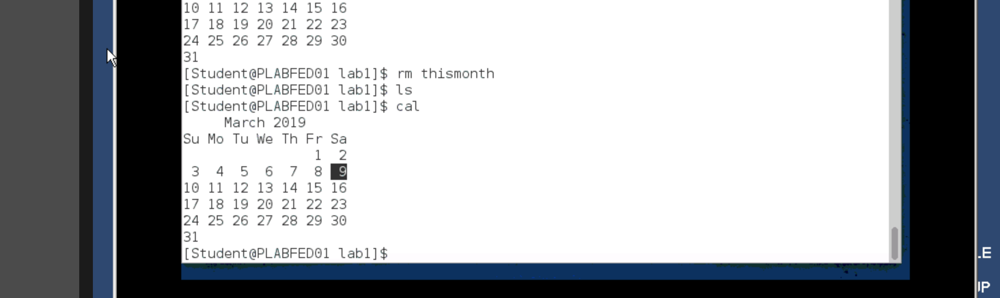 10 11 12 13 14 15 16
17 18 19 20 21 22 23
24 25 26 27 28 29 30
31
[Student@PLABFED01 lab1]$ rm thismonth
[Student@PLABFED01 lab1]$ ls
[Student@PLABFED01 lab1]$ cal
     March 2019
Su Mo Tu We Th Fr Sa
                1  2
 3  4  5  6  7  8  9
10 11 12 13 14 15 16
17 18 19 20 21 22 23
24 25 26 27 28 29 30
31
[Student@PLABFED01 lab1]$